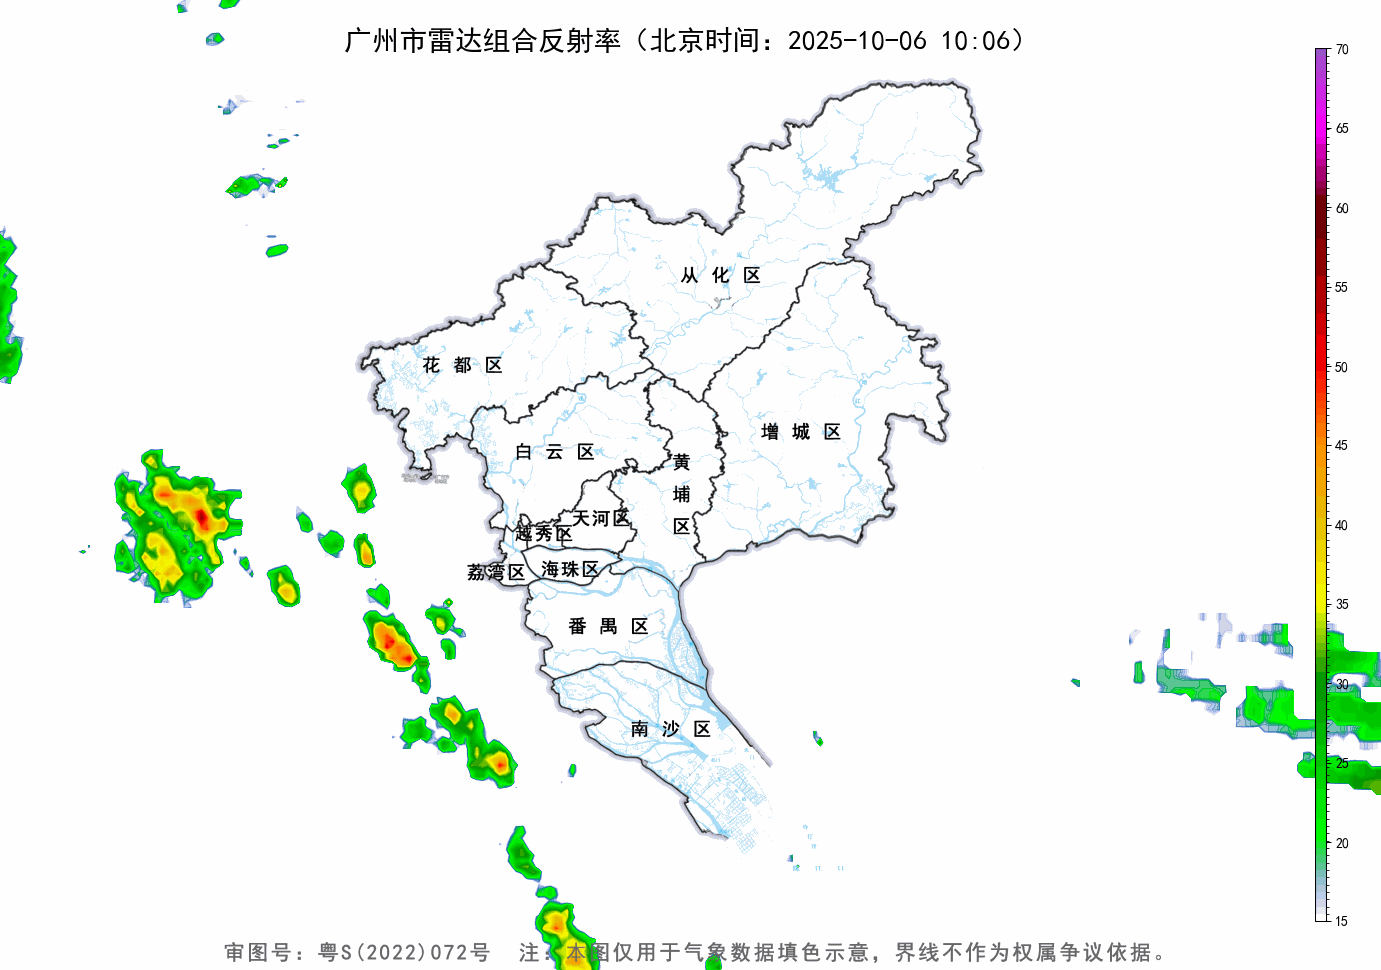 广州市雷达组合反射率（北京时间：2025-10-06 10:06）
70
65
60
55
50
45
40
35
30
25
20
15
从化区
花都区
增城区
白云区
黄埔区
天河区
越秀区
荔湾区
海珠区
番禺区
南沙区
审图号：粤S(2022)072号 注：本图仅用于气象数据填色示意，界线不作为权属争议依据。